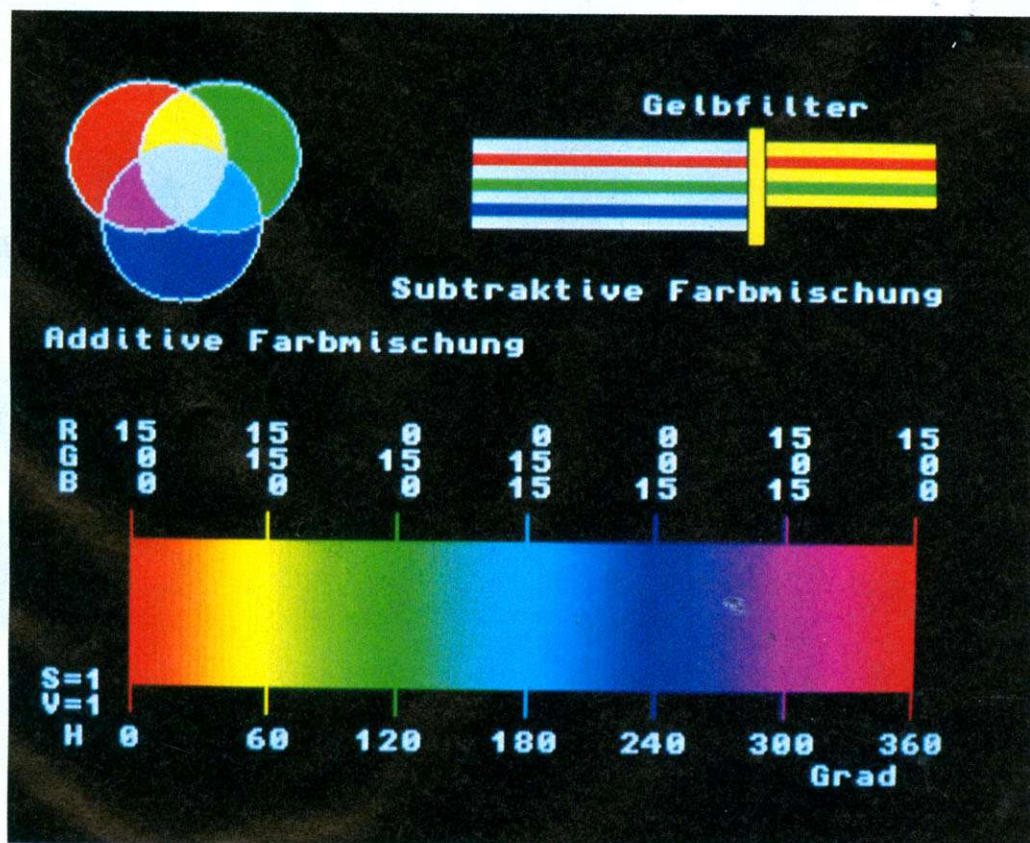 Gelbfilter
Subtraktive Farbmischung
Additive Farbmischung
R 15 15 0 0 0 15 15
G 0 15 15 15 0 0 0
B 0 0 0 15 15 15 0
S=1
V=1
H 0 60 120 180 240 300 360
Grad